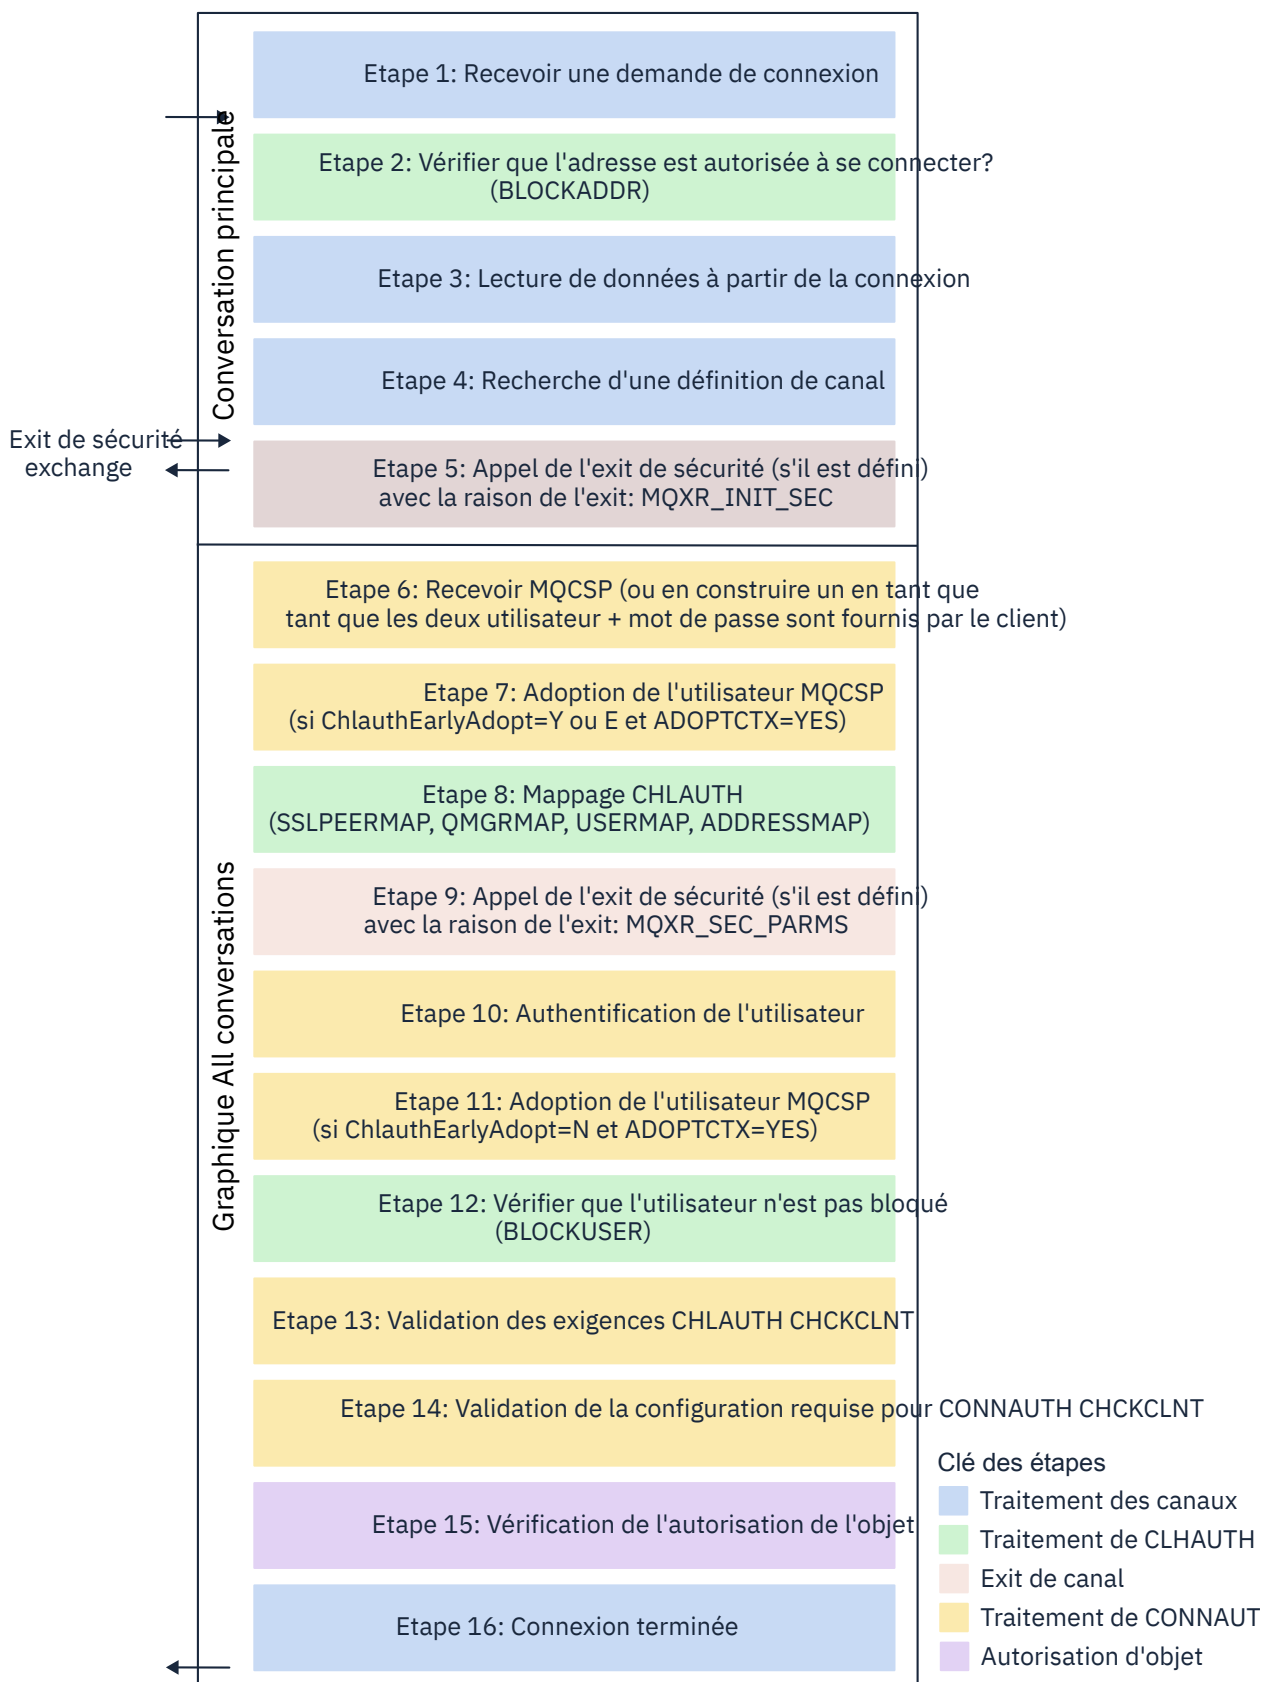 Etape 1: Recevoir une demande de connexion
Conversation principale
Etape 2: Vérifier que l'adresse est autorisée à se connecter?
(BLOCKADDR)
Etape 3: Lecture de données à partir de la connexion
Etape 4: Recherche d'une définition de canal
Exit de sécurité
exchange
Etape 5: Appel de l'exit de sécurité (s'il est défini)
avec la raison de l'exit: MQXR_INIT_SEC
Etape 6: Recevoir MQCSP (ou en construire un en tant que
tant que les deux utilisateur + mot de passe sont fournis par le client)
Etape 7: Adoption de l'utilisateur MQCSP
(si ChlauthEarlyAdopt=Y ou E et ADOPTCTX=YES)
Etape 8: Mappage CHLAUTH
(SSLPEERMAP, QMGRMAP, USERMAP, ADDRESSMAP)
Graphique All conversations
Etape 9: Appel de l'exit de sécurité (s'il est défini)
avec la raison de l'exit: MQXR_SEC_PARMS
Etape 10: Authentification de l'utilisateur
Etape 11: Adoption de l'utilisateur MQCSP
(si ChlauthEarlyAdopt=N et ADOPTCTX=YES)
Etape 12: Vérifier que l'utilisateur n'est pas bloqué
(BLOCKUSER)
Etape 13: Validation des exigences CHLAUTH CHCKCLNT
Etape 14: Validation de la configuration requise pour CONNAUTH CHCKCLNT
Etape 15: Vérification de l'autorisation de l'objet
Etape 16: Connexion terminée
Clé des étapes
Traitement des canaux
Traitement de CLHAUTH
Exit de canal
Traitement de CONNAUT
Autorisation d'objet